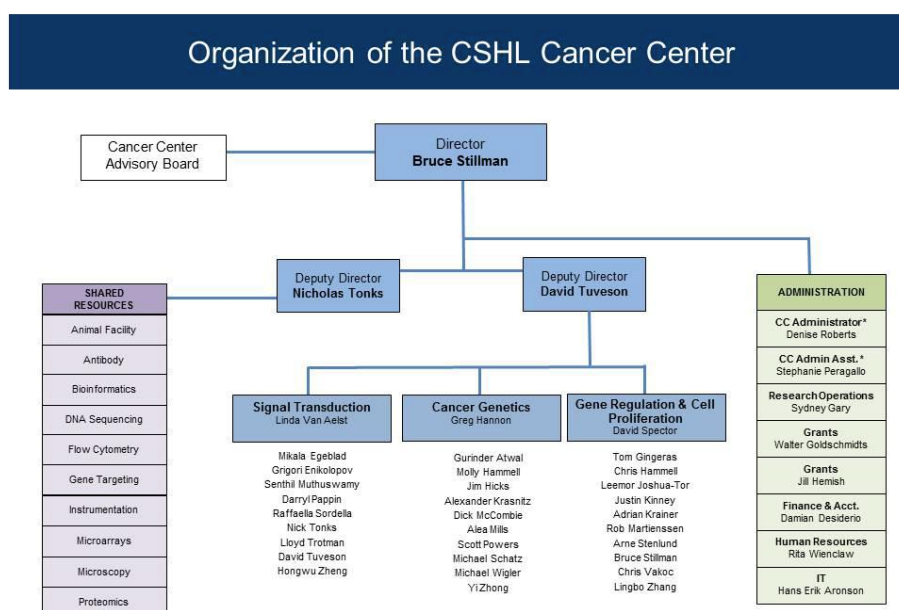 Organization of the CSHL Cancer Center
Cancer Center
Advisory Board
Director
Bruce Stillman
Deputy Director
Nicholas Tonks
Deputy Director
David Tuveson
SHARED
RESOURCES
Animal Facility
Antibody
Bioinformatics
DNA Sequencing
Flow Cytometry
Gene Targeting
Instrumentation
Microarrays
Microscopy
Proteomics
Signal Transduction
Linda Van Aelst
Mikala Egeblad
Grigori Enikolopov
Senthil Muthuswamy
Darryl Pappin
Raffaella Sordella
Nick Tonks
Lloyd Trotman
David Tuveson
Hongwu Zheng
Cancer Genetics
Greg Hannon
Gurinder Atwal
Molly Hammell
Jim Hicks
Alexander Krasnitz
Dick McCombie
Alea Mills
Scott Powers
Michael Schatz
Michael Wigler
Yi Zhong
Gene Regulation & Cell
Proliferation
David Spector
Tom Gingeras
Chris Hammell
Leemor Joshua-Tor
Justin Kinney
Adrian Krainer
Rob Martienssen
Arne Stenlund
Bruce Stillman
Chris Vakoc
Lingbo Zhang
ADMINISTRATION
CC Administrator*
Denise Roberts
CC Admin Asst.*
Stephanie Peragallo
Research Operations
Sydney Gary
Grants
Walter Goldschmidts
Grants
Jill Hemish
Finance & Acct.
Damian Desiderio
Human Resources
Rita Wienclaw
IT
Hans Erik Aronson